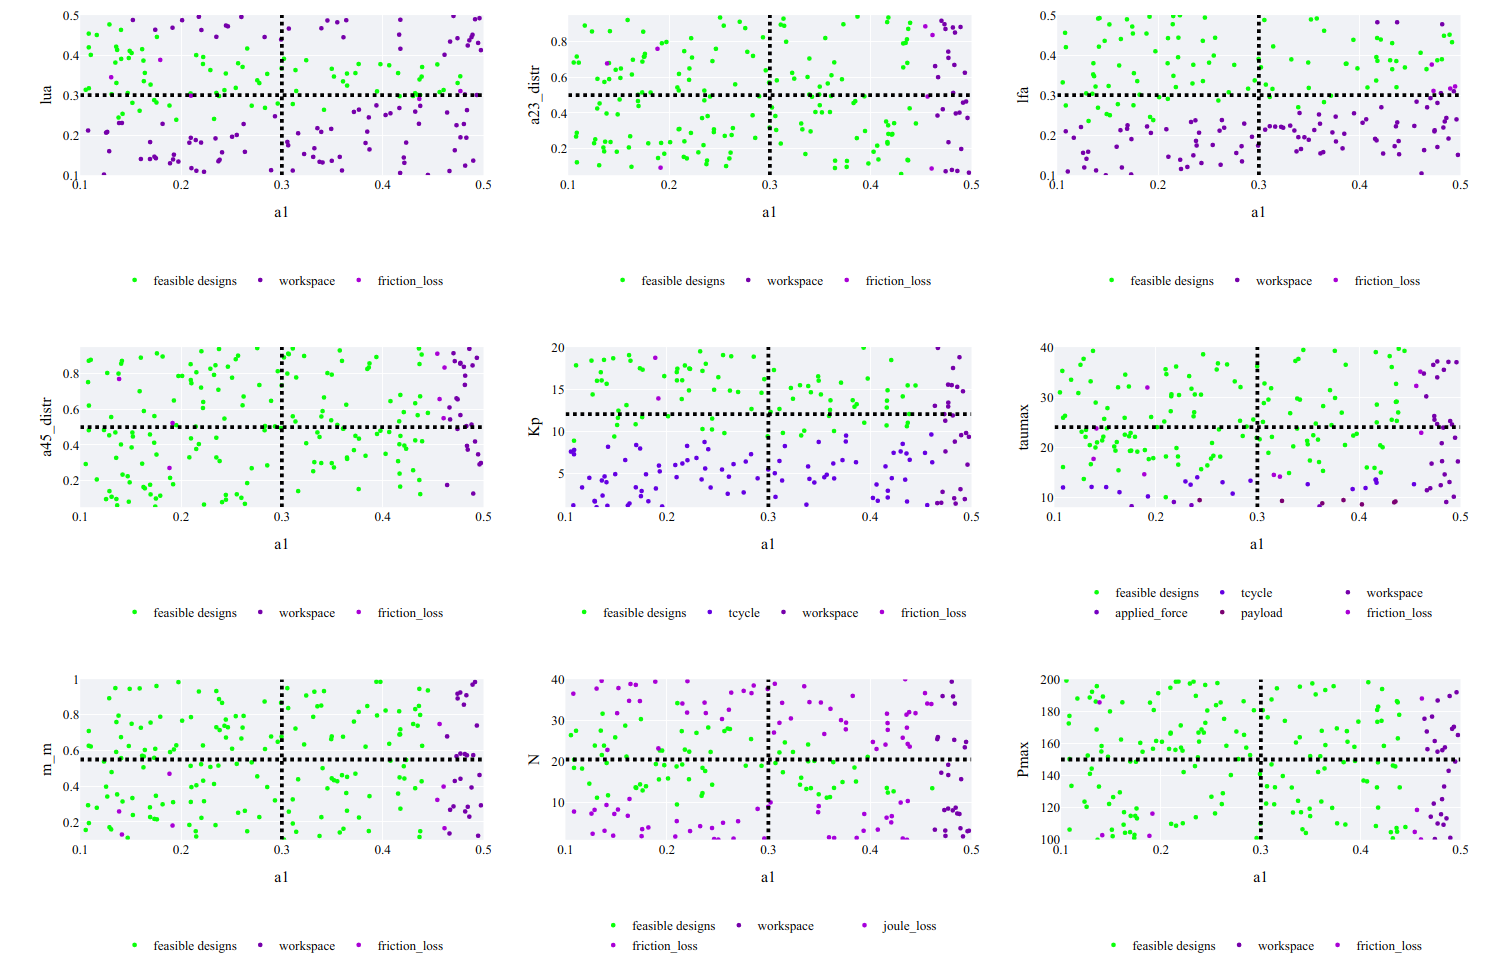 0.5
0.4
0.3
0.2
0.1
lua
0.1 0.2 0.3 0.4 0.5
a1
feasible designs workspace friction_loss
0.8
0.6
0.4
0.2
a23_distr
0.1 0.2 0.3 0.4 0.5
a1
feasible designs workspace friction_loss
0.5
0.4
0.3
0.2
0.1
lfa
0.1 0.2 0.3 0.4 0.5
a1
feasible designs workspace friction_loss
0.8
0.6
0.4
0.2
a45_distr
0.1 0.2 0.3 0.4 0.5
a1
feasible designs workspace friction_loss
20
15
10
5
Kp
0.1 0.2 0.3 0.4 0.5
a1
feasible designs tcycle workspace friction_loss
40
30
20
10
taumax
0.1 0.2 0.3 0.4 0.5
a1
feasible designs tcycle workspace
applied_force payload friction_loss
1
0.8
0.6
0.4
0.2
m_m
0.1 0.2 0.3 0.4 0.5
a1
feasible designs workspace friction_loss
40
30
20
10
N
0.1 0.2 0.3 0.4 0.5
a1
feasible designs workspace joule_loss
friction_loss
200
180
160
140
120
100
Pmax
0.1 0.2 0.3 0.4 0.5
a1
feasible designs workspace friction_loss